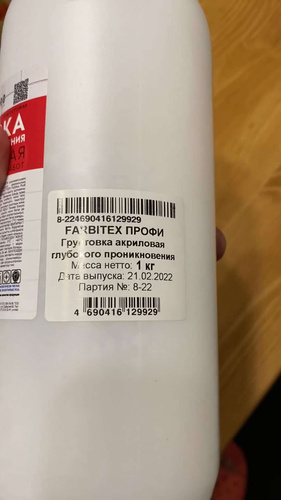 КА
8-224690416129929
FARBITEX ПРОФИ
Грунтовка акриловая
глубокого проникновения
Масса нетто: 1 кг
Дата выпуска: 21.02.2022
Партия №: 8-22
4 690416 129929